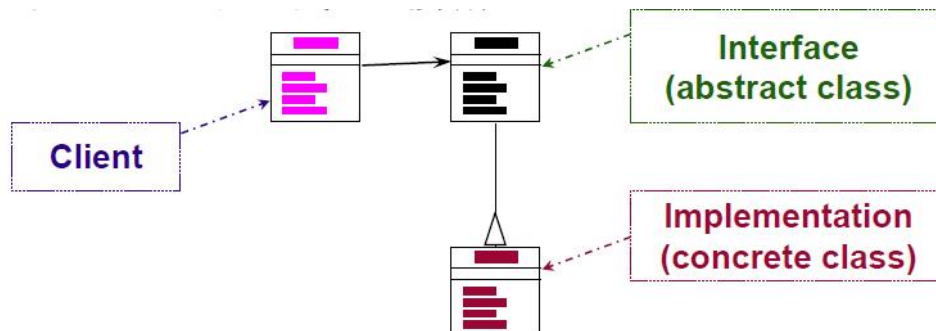 Interface
(abstract class)
Client
Implementation
(concrete class)